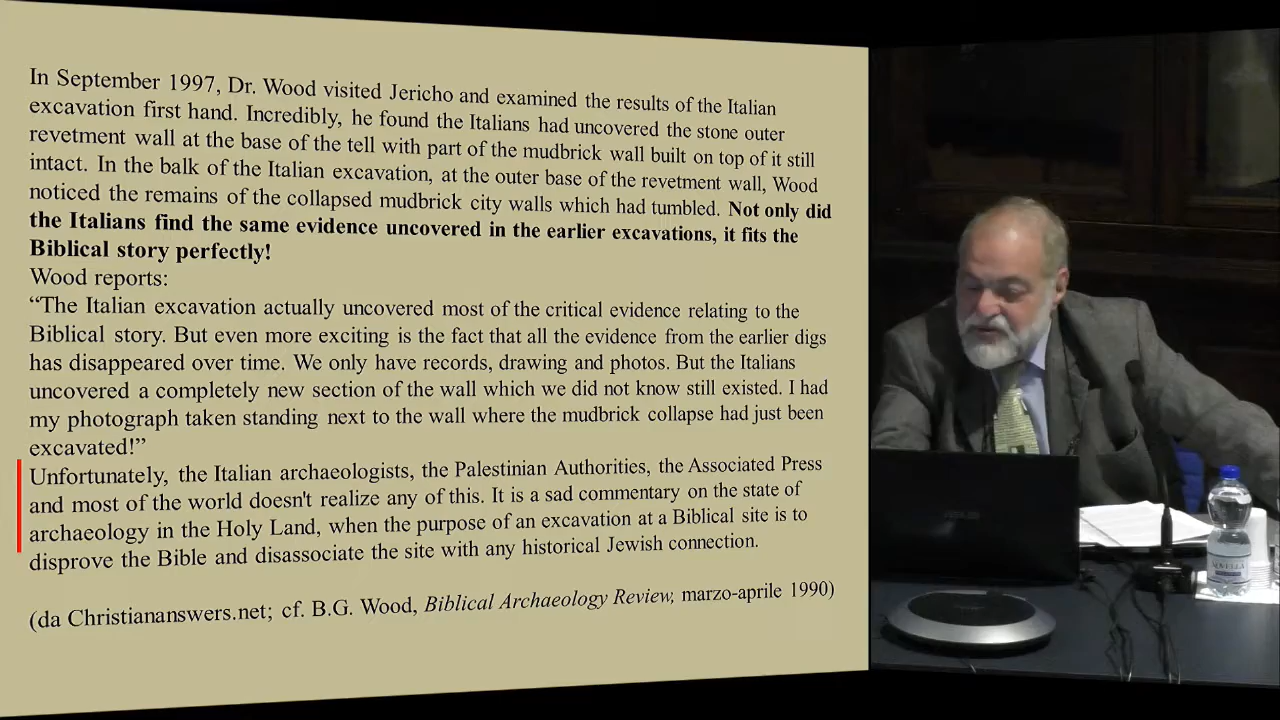 In September 1997, Dr. Wood visited Jericho and examined the results of the Italian
excavation first hand. Incredibly, he found the Italians had uncovered the stone outer
revetment wall at the base of the tell with part of the mudbrick wall built on top of it still
intact. In the balk of the Italian excavation, at the outer base of the revetment wall, Wood
noticed the remains of the collapsed mudbrick city walls which had tumbled. Not only did
the Italians find the same evidence uncovered in the earlier excavations, it fits the
Biblical story perfectly!
Wood reports:
“The Italian excavation actually uncovered most of the critical evidence relating to the
Biblical story. But even more exciting is the fact that all the evidence from the earlier digs
has disappeared over time. We only have records, drawing and photos. But the Italians
uncovered a completely new section of the wall which we did not know still existed. I had
my photograph taken standing next to the wall where the mudbrick collapse had just been
excavated!”
Unfortunately, the Italian archaeologists, the Palestinian Authorities, the Associated Press
and most of the world doesn't realize any of this. It is a sad commentary on the state of
archaeology in the Holy Land, when the purpose of an excavation at a Biblical site is to
disprove the Bible and disassociate the site with any historical Jewish connection.
(da Christiananswers.net; cf. B.G. Wood, Biblical Archaeology Review, marzo-aprile 1990)
ASUS